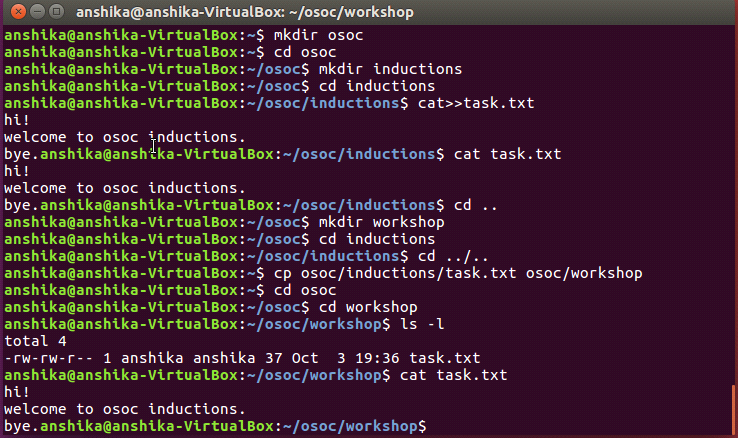 anshika@anshika-VirtualBox: ~/osoc/workshop
anshika@anshika-VirtualBox:~$ mkdir osoc
anshika@anshika-VirtualBox:~$ cd osoc
anshika@anshika-VirtualBox:~/osoc$ mkdir inductions
anshika@anshika-VirtualBox:~/osoc$ cd inductions
anshika@anshika-VirtualBox:~/osoc/inductions$ cat>>task.txt
hi!
welcome to osoc inductions.
bye.anshika@anshika-VirtualBox:~/osoc/inductions$ cat task.txt
hi!
welcome to osoc inductions.
bye.anshika@anshika-VirtualBox:~/osoc/inductions$ cd ..
anshika@anshika-VirtualBox:~/osoc$ mkdir workshop
anshika@anshika-VirtualBox:~/osoc$ cd inductions
anshika@anshika-VirtualBox:~/osoc/inductions$ cd ../..
anshika@anshika-VirtualBox:~$ cp osoc/inductions/task.txt osoc/workshop
anshika@anshika-VirtualBox:~$ cd osoc
anshika@anshika-VirtualBox:~/osoc$ cd workshop
anshika@anshika-VirtualBox:~/osoc/workshop$ ls -l
total 4
-rw-rw-r-- 1 anshika anshika 37 Oct  3 19:36 task.txt
anshika@anshika-VirtualBox:~/osoc/workshop$ cat task.txt
hi!
welcome to osoc inductions.
bye.anshika@anshika-VirtualBox:~/osoc/workshop$